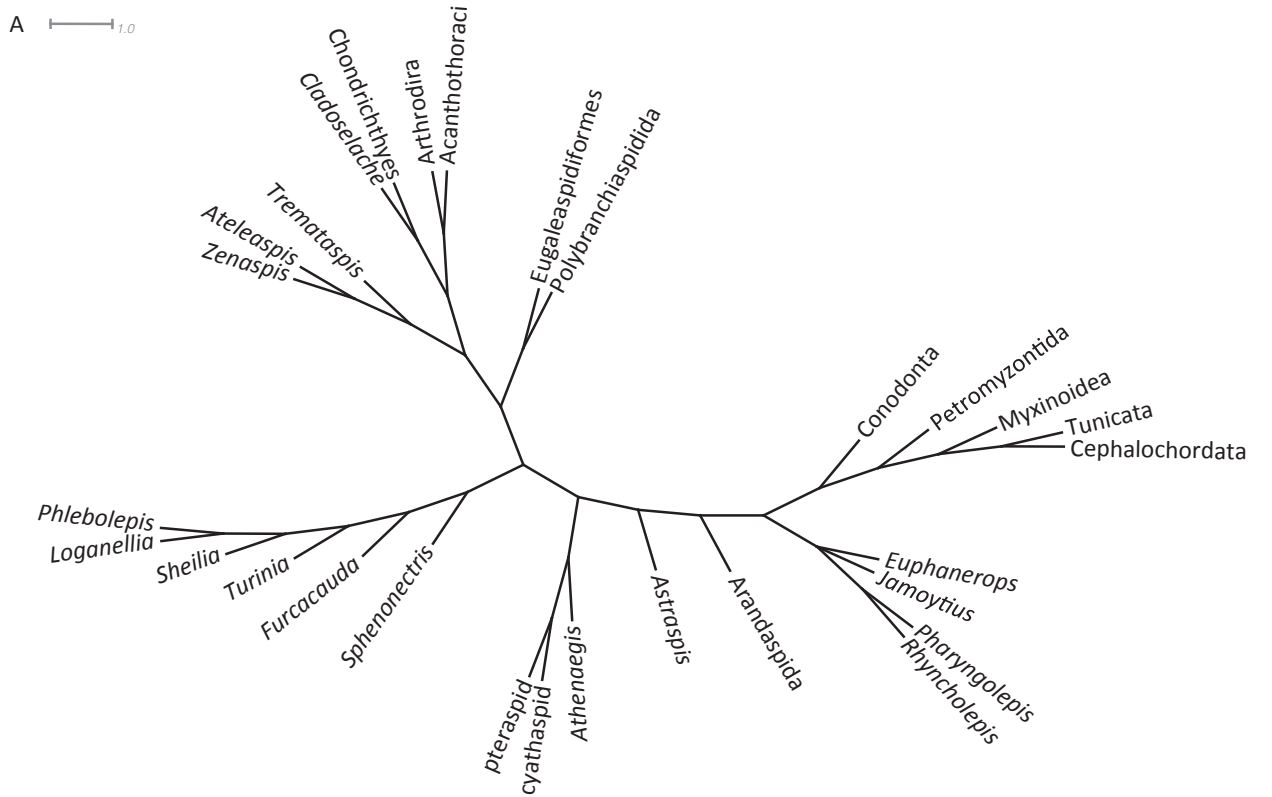 A
1.0
Chondrichthyes
Cladoselache
Arthrodira
Acanthothoraci
Eugaleaspidiformes
Polybranchiaspidida
Tremataspis
Ateleaspis
Zenaspis
Conodonta
Petromyzontida
Myxinoidea
Tunicata
Cephalochordata
Phlebolepis
Loganellia
Sheilia
Turinia
Furcacauda
Sphenonectris
pteraspid
cyathaspid
Athenaegis
Astraspis
Arandaspida
Euphanerops
Jamoytius
Pharyngolepis
Rhyncholepis